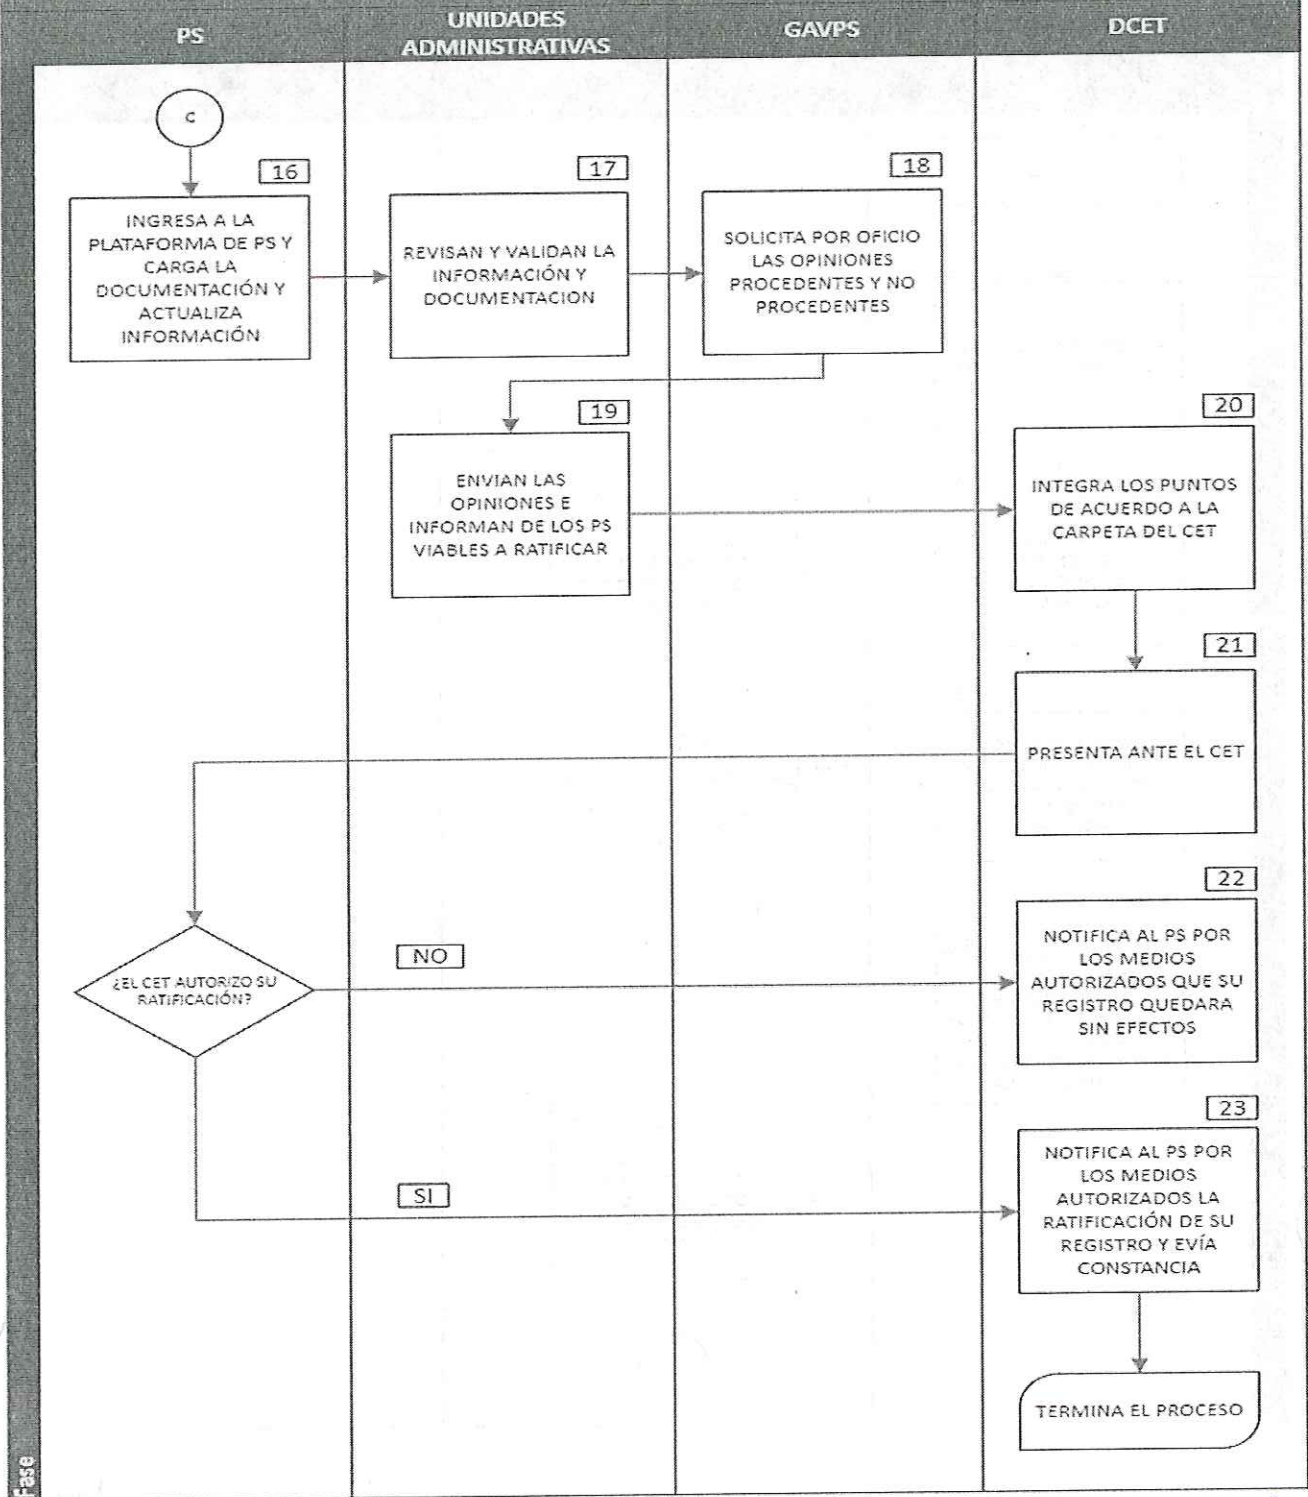 PS
UNIDADES
ADMINISTRATIVAS
GAVPS
DCET
C
16
INGRESA A LA
PLATAFORMA DE PS Y
CARGA LA
DOCUMENTACIÓN Y
ACTUALIZA
INFORMACIÓN
17
REVISAN Y VALIDAN LA
INFORMACIÓN Y
DOCUMENTACION
18
SOLICITA POR OFICIO
LAS OPINIONES
PROCEDENTES Y NO
PROCEDENTES
19
ENVIAN LAS
OPINIONES E
INFORMAN DE LOS PS
VIABLES A RATIFICAR
20
INTEGRA LOS PUNTOS
DE ACUERDO A LA
CARPETA DEL CET
21
PRESENTA ANTE EL CET
¿EL CET AUTORIZO SU
RATIFICACIÓN?
NO
22
NOTIFICA AL PS POR
LOS MEDIOS
AUTORIZADOS QUE SU
REGISTRO QUEDARA
SIN EFECTOS
SI
23
NOTIFICA AL PS POR
LOS MEDIOS
AUTORIZADOS LA
RATIFICACIÓN DE SU
REGISTRO Y EVÍA
CONSTANCIA
TERMINA EL PROCESO
Fase